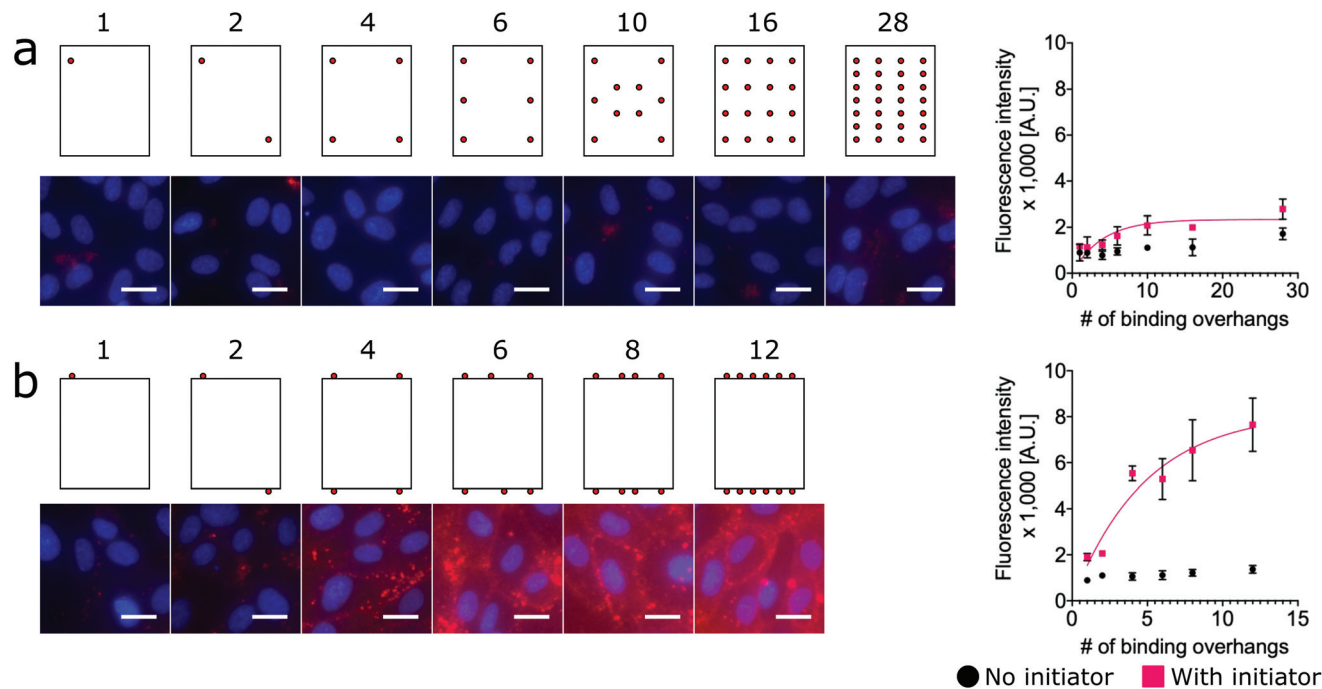 a
1 2 4 6 10 16 28
Fluorescence intensity
x 1,000 [A.U.]
10
8
6
4
2
0
0 10 20 30
# of binding overhangs
b
1 2 4 6 8 12
Fluorescence intensity
x 1,000 [A.U.]
10
8
6
4
2
0
0 5 10 15
# of binding overhangs
No initiator With initiator